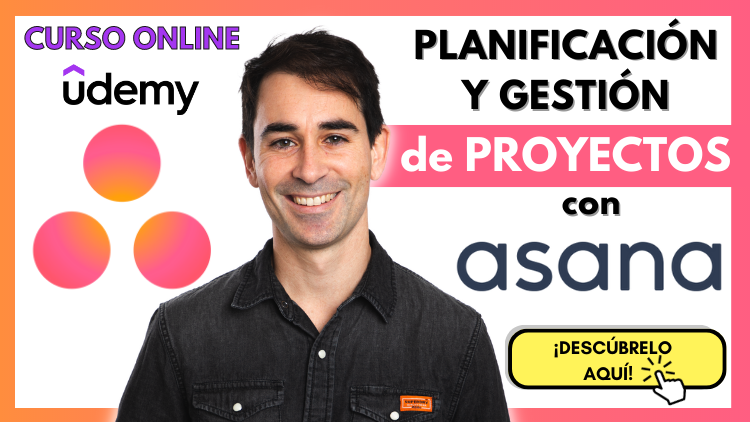 CURSO ONLINE
udemy
PLANIFICACIÓN
Y GESTIÓN
de PROYECTOS
con
asana
¡DESCÚBRELO
AQUÍ!